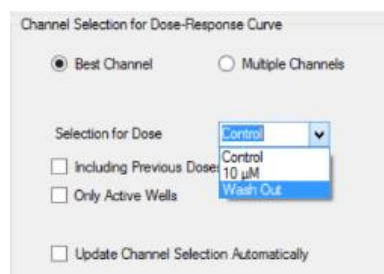 Channel Selection for Dose-Response Curve
Best Channel Multiple Channels
Selection for Dose Control
Control
Including Previous Doses
10 µM
Wash Out
Only Active Wells
Update Channel Selection Automatically